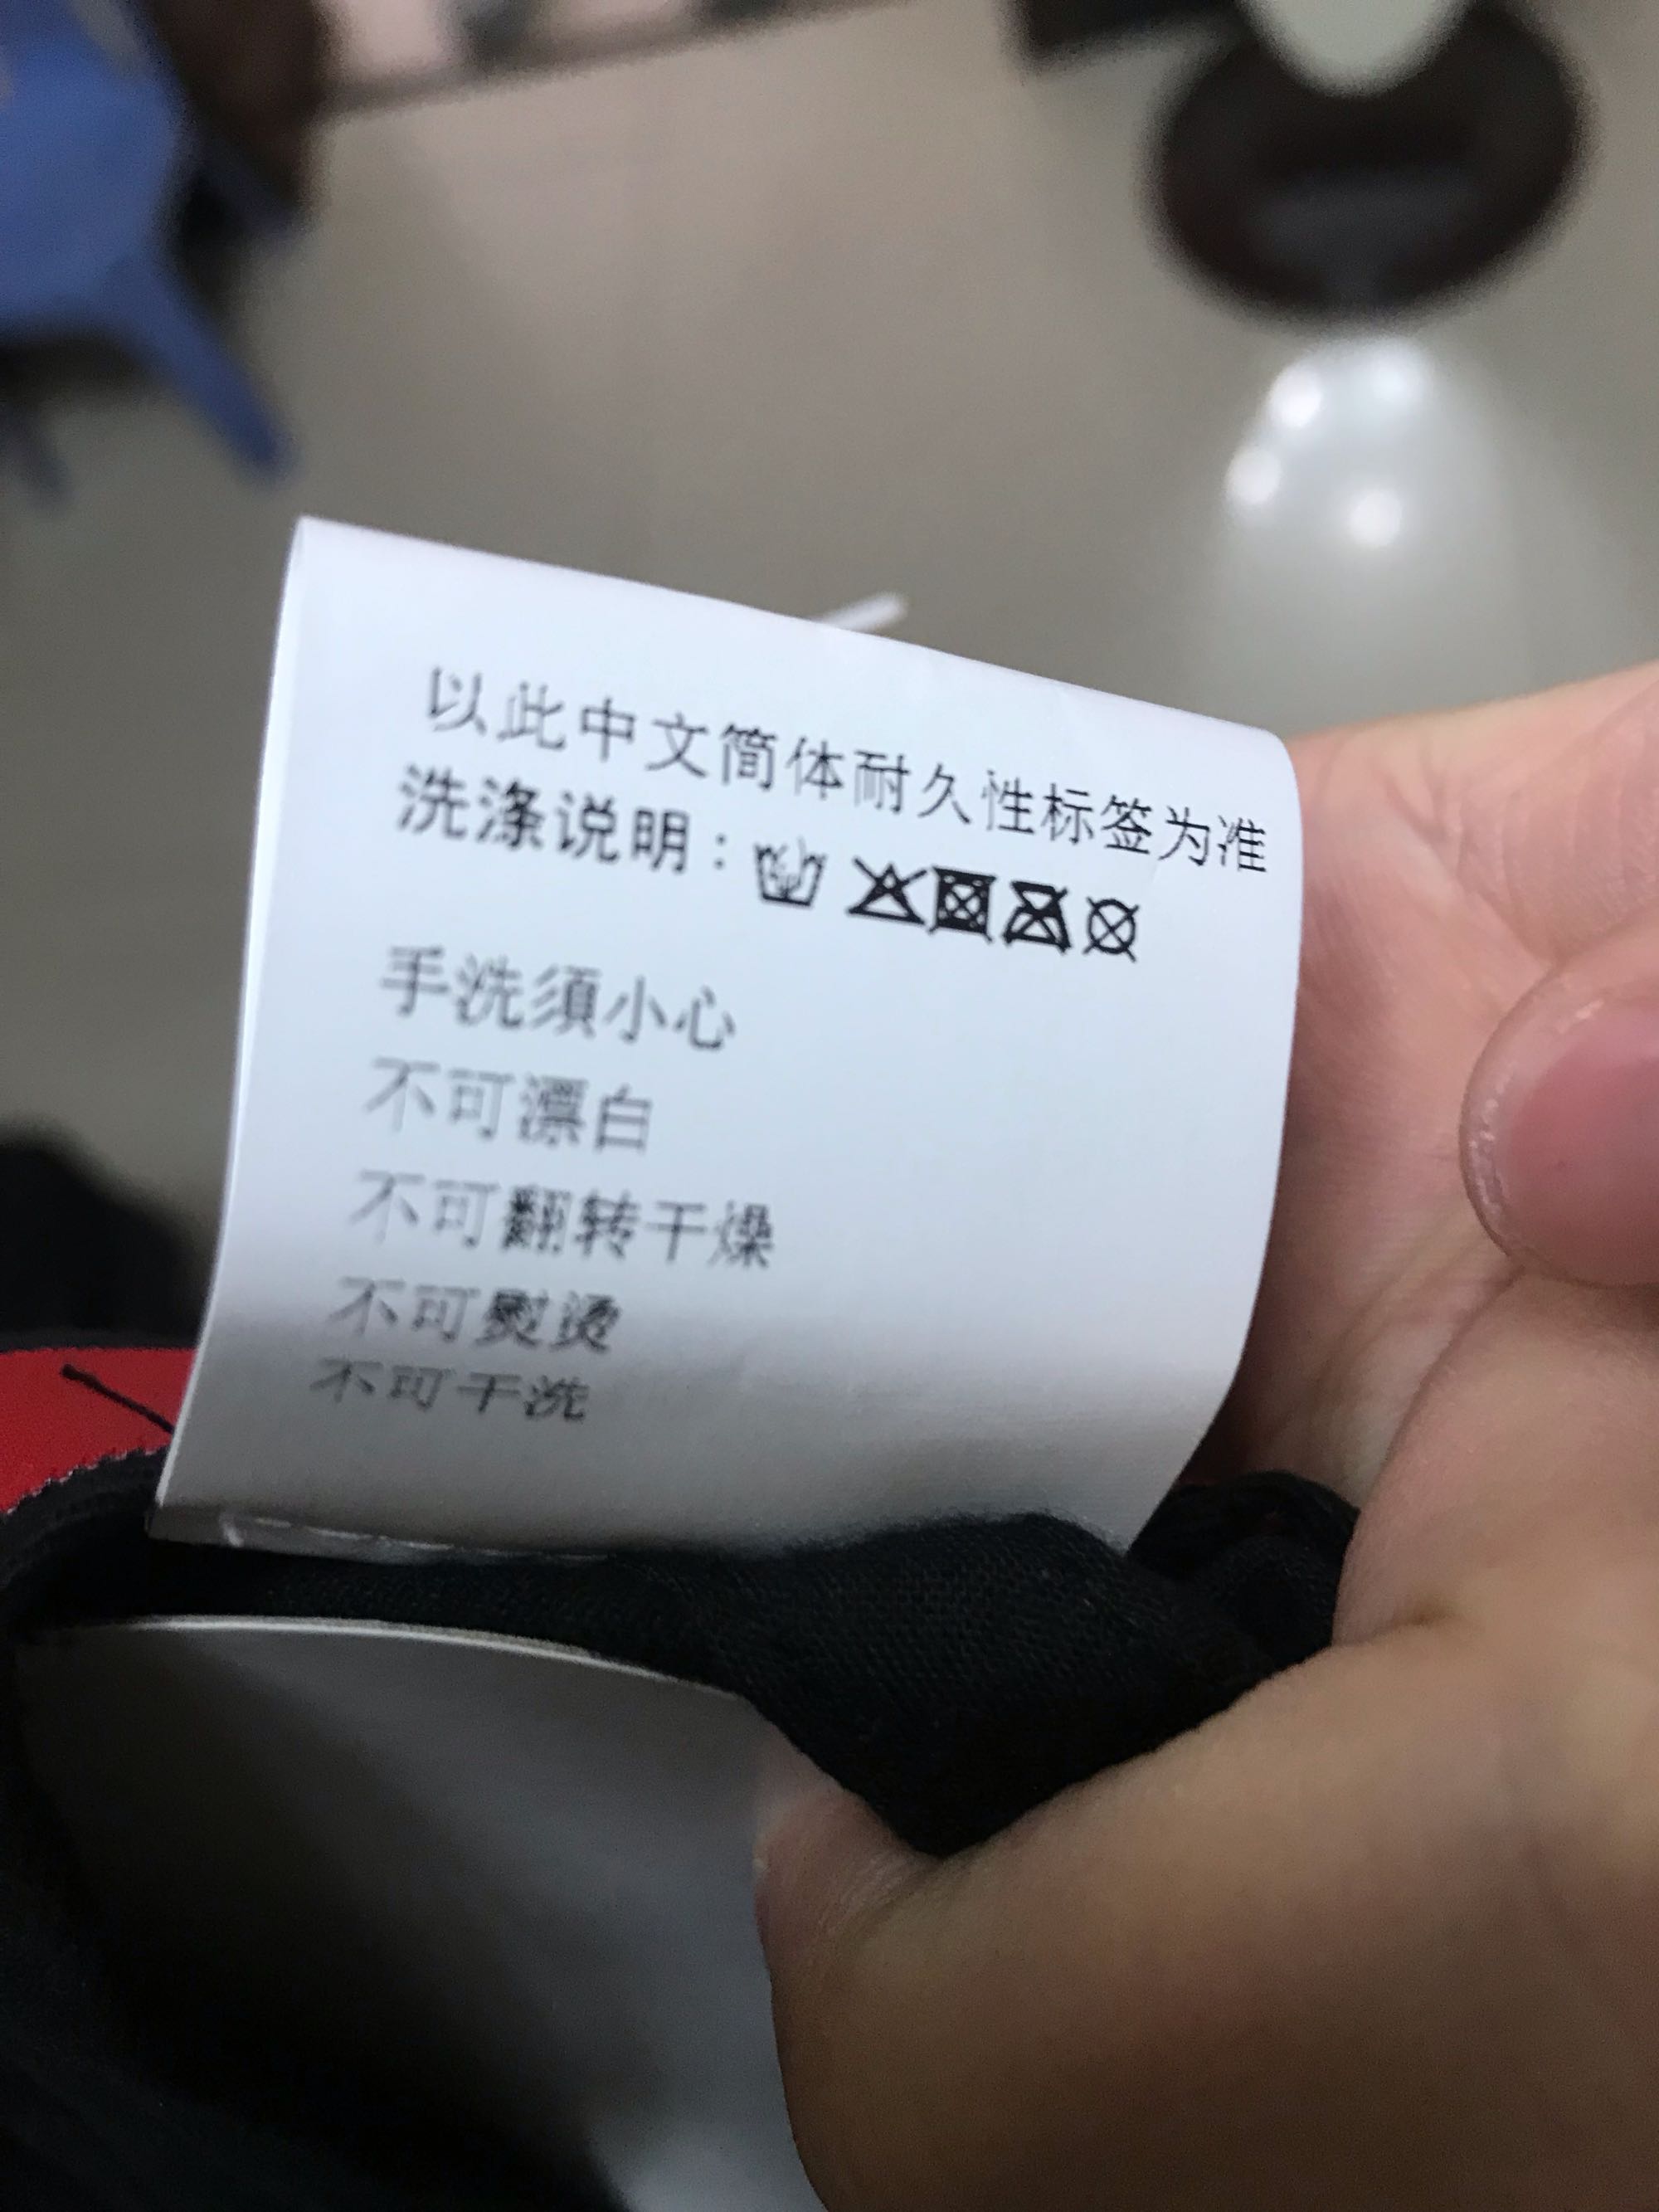 以此中文简体耐久性标签为准
洗涤说明：
手洗須小心
不可漂白
不可翻转干燥
不可熨烫
不可干洗